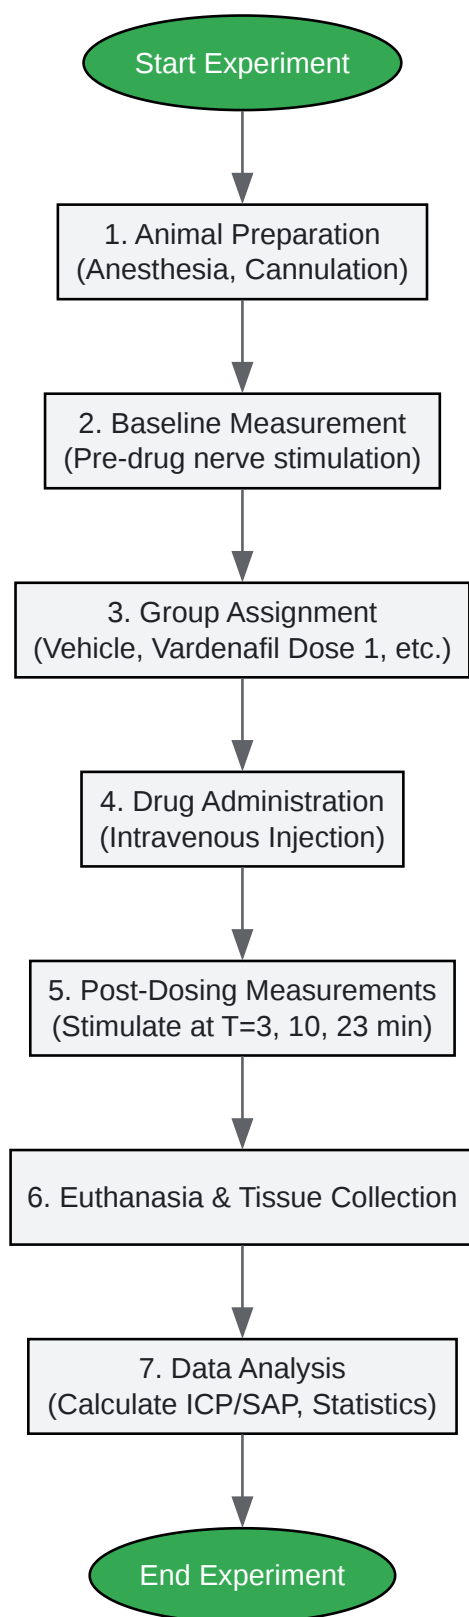 Start Experiment
1. Animal Preparation
(Anesthesia, Cannulation)
2. Baseline Measurement
(Pre-drug nerve stimulation)
3. Group Assignment
(Vehicle, Vardenafil Dose 1, etc.)
4. Drug Administration
(Intravenous Injection)
5. Post-Dosing Measurements
(Stimulate at T=3, 10, 23 min)
6. Euthanasia & Tissue Collection
7. Data Analysis
(Calculate ICP/SAP, Statistics)
End Experiment